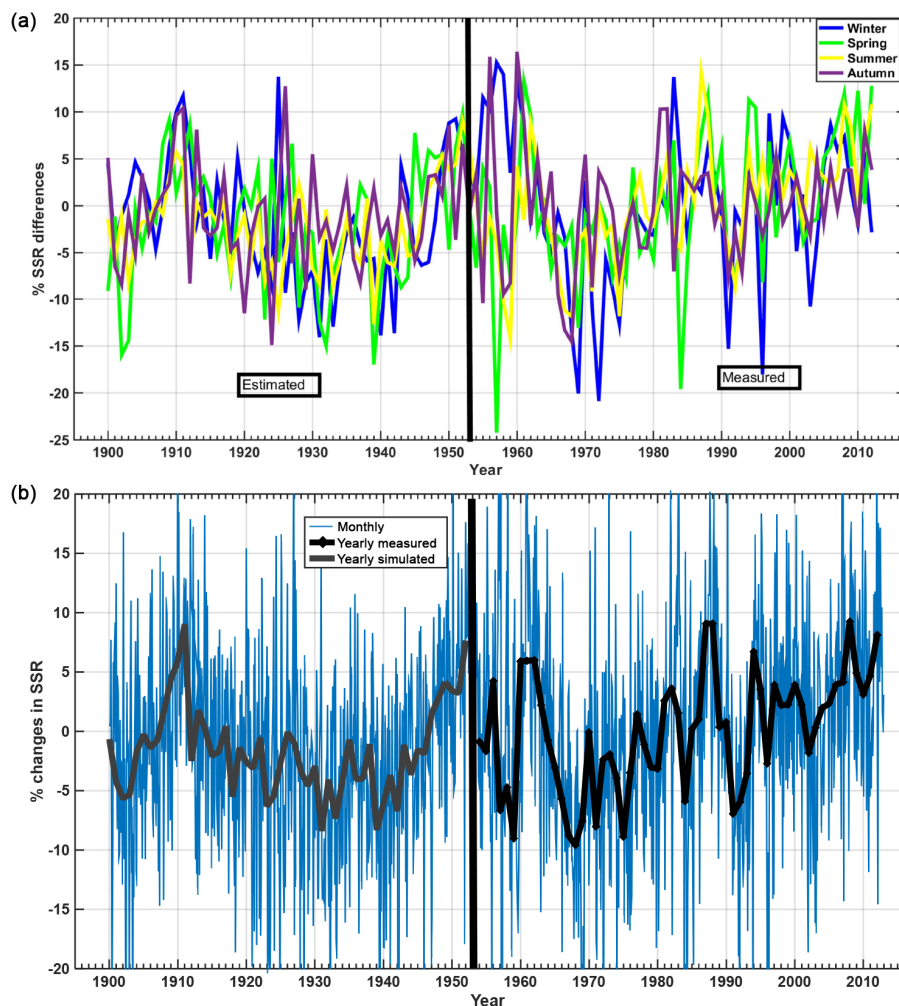 (a)
% SSR differences
20
15
10
5
0
-5
-10
-15
-20
-25
Winter
Spring
Summer
Autumn
Estimated
Measured
1900 1910 1920 1930 1940 1950 1960 1970 1980 1990 2000 2010
Year
(b)
% changes in SSR
20
15
10
5
0
-5
-10
-15
-20
Monthly
Yearly measured
Yearly simulated
1900 1910 1920 1930 1940 1950 1960 1970 1980 1990 2000 2010
Year